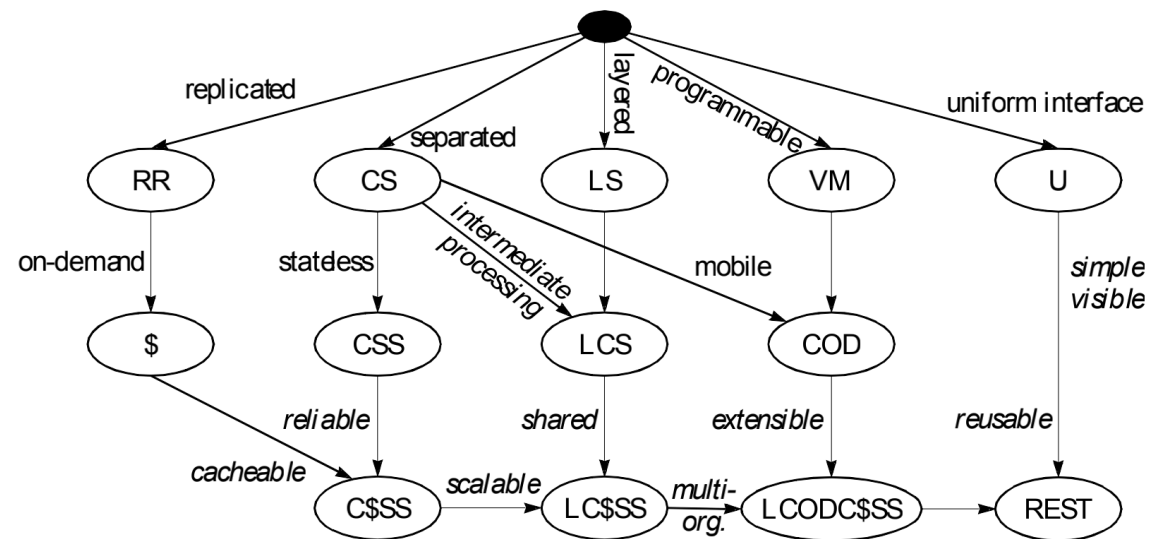 layered
programmable
replicated
uniform interface
separated
RR
CS
LS
VM
U
intermediate
processing
on-demand
stateless
mobile
simple
visible
$
CSS
LCS
COD
reliable
shared
extensible
reusable
cacheable
scalable
multi-
org.
C$SS
LC$SS
LCODC$SS
REST